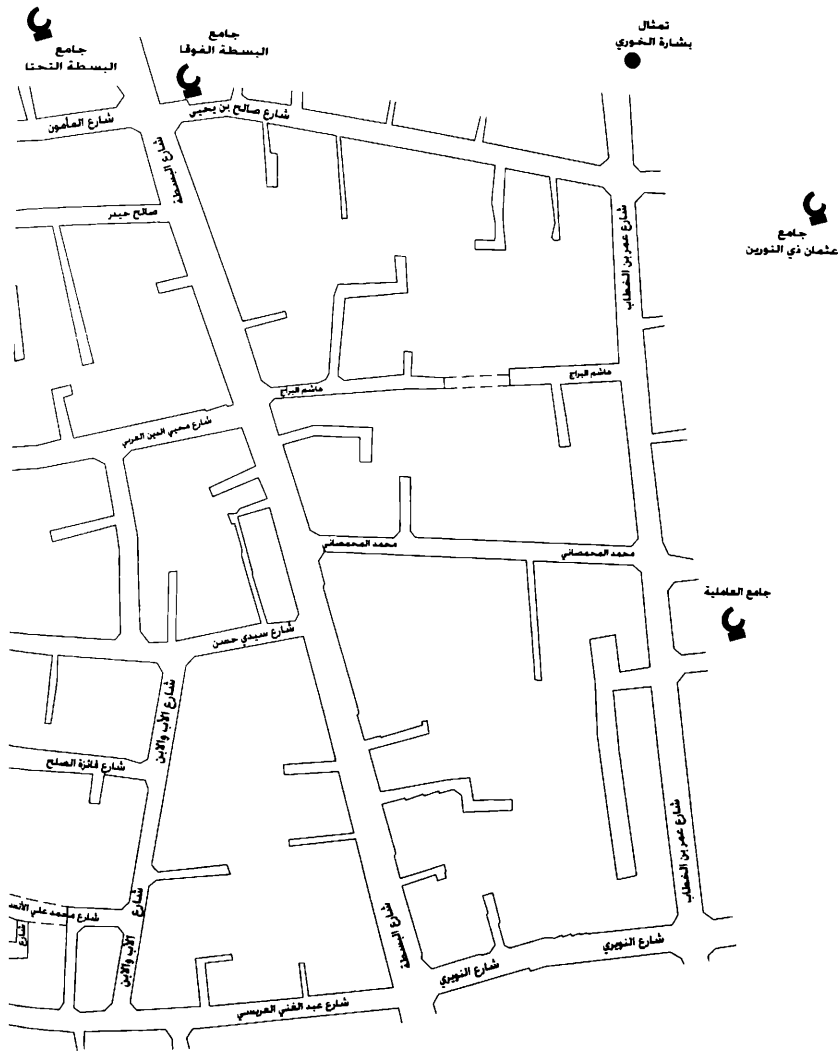 تمثال
بشارة الخوري
جامع
البسطة الفوقا
جامع
البسطة التحتا
شارع صالح بن يحيى
شارع المأمون
شارع البسطة
صالح حيدر
شارع عمر بن الخطاب
جامع
عثمان ذي النورين
هاشم البراج
هاشم البراج
شارع محيي الدين العربي
محمد المحمصاني
محمد المحمصاني
جامع العاملية
شارع سيدي حسن
شارع الأب والابن
شارع فائزة الصلح
شارع عمر بن الخطاب
شارع محمد علي الأنسي
شارع
شارع
الأب والابن
شارع البسطة
شارع النويري
شارع النويري
شارع عبد الغني العريسي